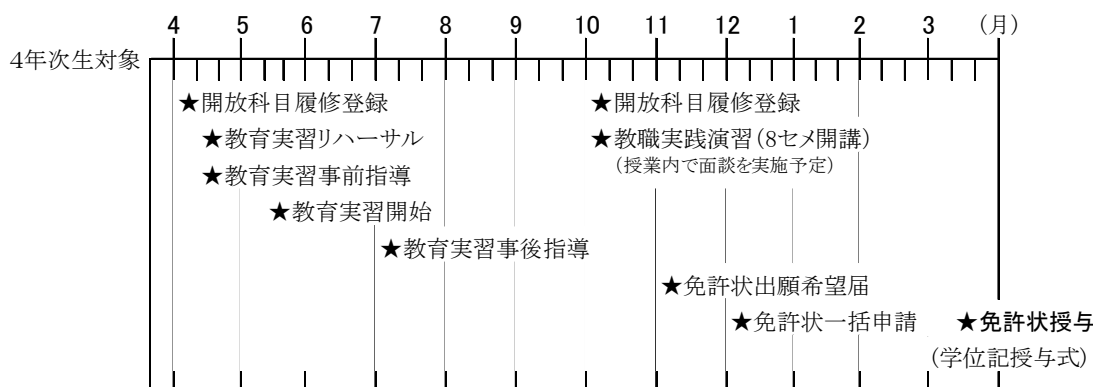 4 5 6 7 8 9 10 11 12 1 2 3 (月)
4年次生対象
★開放科目履修登録 ★開放科目履修登録
★教育実習リハーサル ★教職実践演習(8セメ開講)
(授業内で面談を実施予定)
★教育実習事前指導
★教育実習開始
★教育実習事後指導
★免許状出願希望届
★免許状一括申請 ★免許状授与
(学位記授与式)